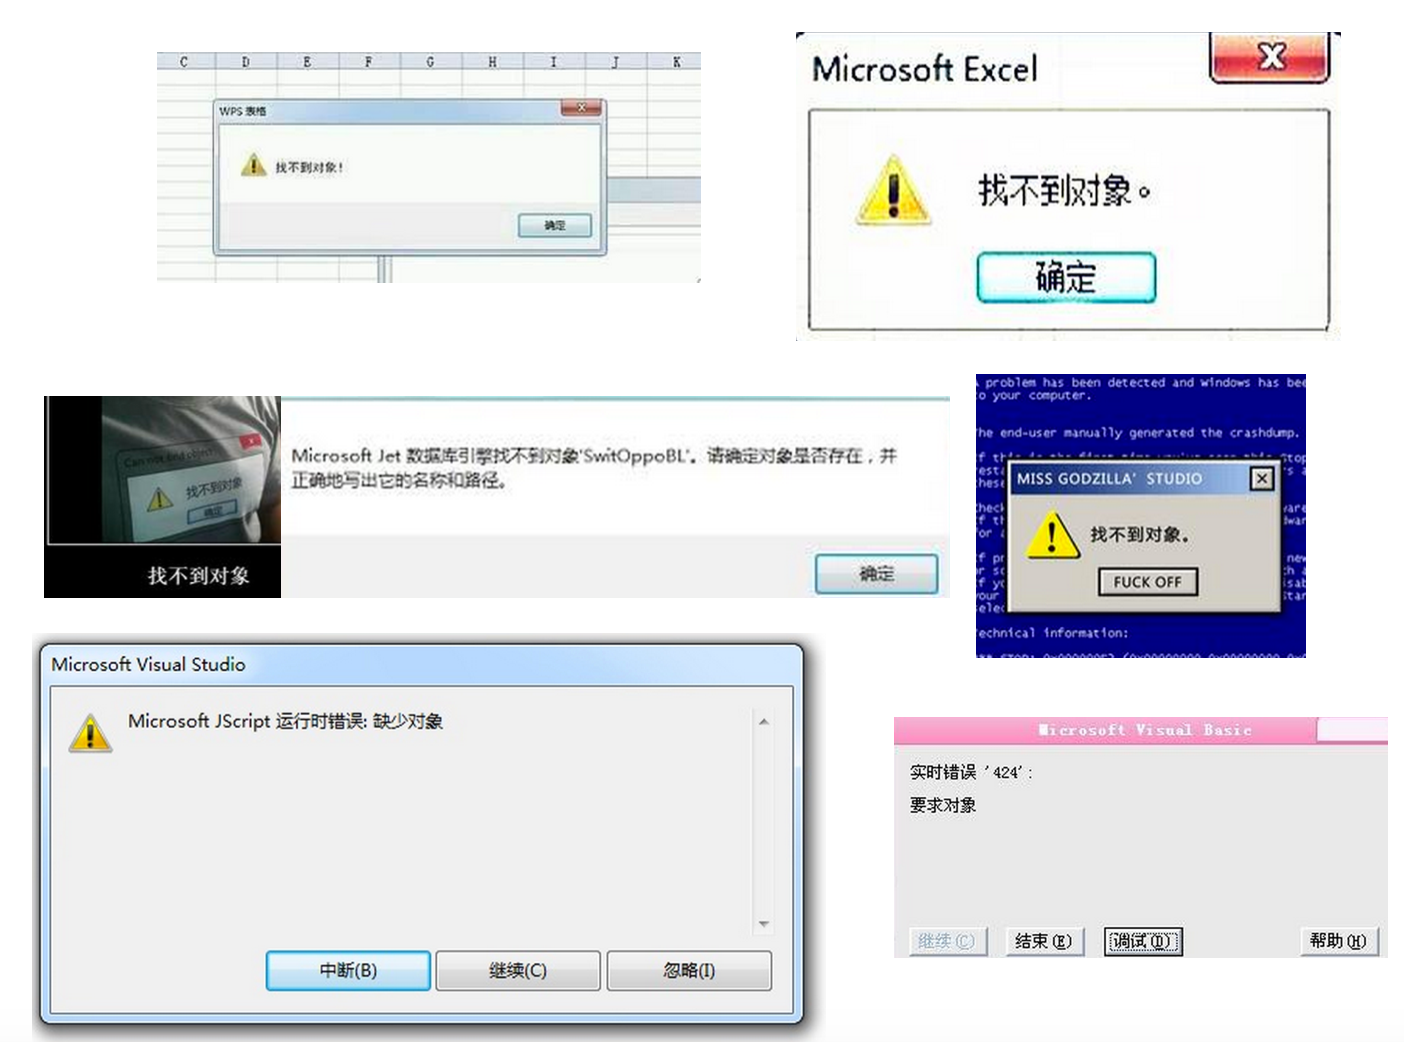 C D E F G H I J K
WPS 表格
找不到对象!
确定
Microsoft Excel
找不到对象。
确定
Can not find object
找不到对象
确定
找不到对象
Microsoft Jet 数据库引擎找不到对象'SwitOppoBL'。请确定对象是否存在，并
正确地写出它的名称和路径。
确定
problem has been detected and windows has bee
o your computer.
he end-user manually generated the crashdump.
MISS GODZILLA' STUDIO
找不到对象。
FUCK OFF
echnical information:
Microsoft Visual Studio
Microsoft JScript 运行时错误: 缺少对象
中断(B) 继续(C) 忽略(I)
Microsoft Visual Basic
实时错误 '424':
要求对象
继续(C) 结束(E) 调试(D) 帮助(H)